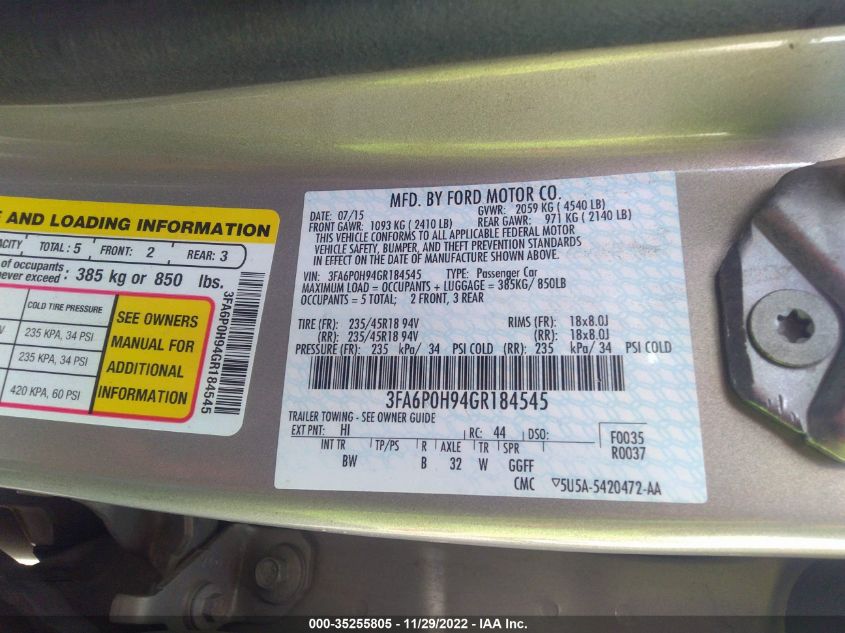 E AND LOADING INFORMATION
ACITY TOTAL: 5 FRONT: 2 REAR: 3
of occupants
never exceed: 385 kg or 850 lbs.
COLD TIRE PRESSURE
235 KPA, 34 PSI
235 KPA, 34 PSI
420 KPA, 60 PSI
SEE OWNERS
MANUAL FOR
ADDITIONAL
INFORMATION
3FA6P0H94GR184545
MFD. BY FORD MOTOR CO.
DATE: 07/15 GVWR: 2059 KG (4540 LB)
FRONT GAWR: 1093 KG (2410 LB) REAR GAWR: 971 KG (2140 LB)
THIS VEHICLE CONFORMS TO ALL APPLICABLE FEDERAL MOTOR
VEHICLE SAFETY, BUMPER, AND THEFT PREVENTION STANDARDS
IN EFFECT ON THE DATE OF MANUFACTURE SHOWN ABOVE.
VIN: 3FA6P0H94GR184545 TYPE: Passenger Car
MAXIMUM LOAD = OCCUPANTS + LUGGAGE = 385KG/ 850LB
OCCUPANTS = 5 TOTAL; 2 FRONT, 3 REAR
TIRE (FR): 235/45R18 94V RIMS (FR): 18x8.0J
(RR): 235/45R18 94V (RR): 18x8.0J
PRESSURE (FR): 235 kPa/ 34 PSI COLD (RR): 235 kPa/ 34 PSI COLD
3FA6P0H94GR184545
TRAILER TOWING - SEE OWNER GUIDE
EXT PNT: HI RC: 44 DSO: F0035
INT TR TP/PS R AXLE TR SPR R0037
BW B 32 W GGFF
CMC ▽5U5A-5420472-AA
000-35255805 - 11/29/2022 - IAA Inc.